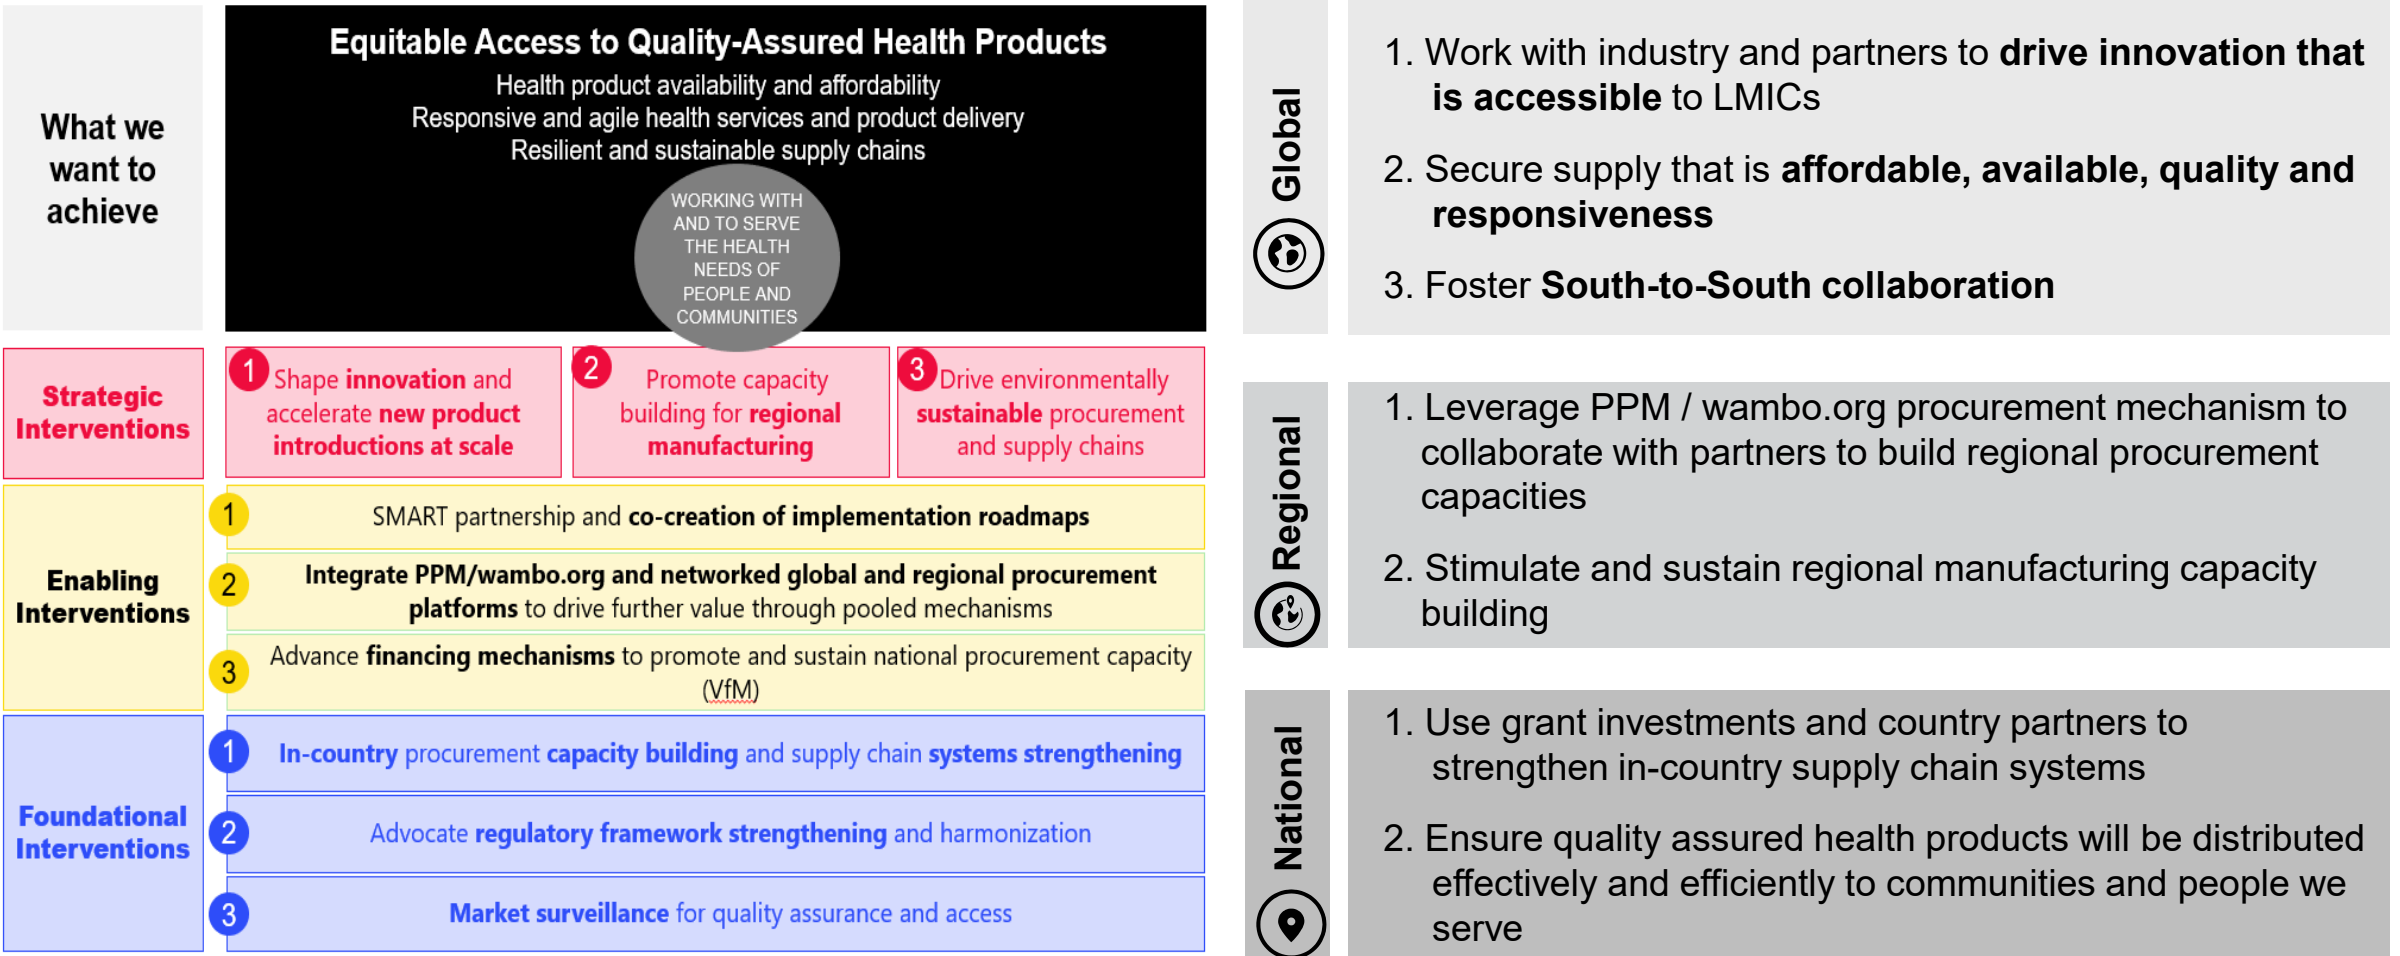 What we
want to
achieve
Equitable Access to Quality-Assured Health Products
Health product availability and affordability
Responsive and agile health services and product delivery
Resilient and sustainable supply chains
WORKING WITH
AND TO SERVE
THE HEALTH
NEEDS OF
PEOPLE AND
COMMUNITIES
Strategic
Interventions
1
Shape innovation and
accelerate new product
introductions at scale
2
Promote capacity
building for regional
manufacturing
3
Drive environmentally
sustainable procurement
and supply chains
Enabling
Interventions
1
SMART partnership and co-creation of implementation roadmaps
2
Integrate PPM/wambo.org and networked global and regional procurement
platforms to drive further value through pooled mechanisms
3
Advance financing mechanisms to promote and sustain national procurement capacity
(VfM)
Foundational
Interventions
1
In-country procurement capacity building and supply chain systems strengthening
2
Advocate regulatory framework strengthening and harmonization
3
Market surveillance for quality assurance and access
Global
1. Work with industry and partners to drive innovation that
is accessible to LMICs
2. Secure supply that is affordable, available, quality and
responsiveness
3. Foster South-to-South collaboration
Regional
1. Leverage PPM / wambo.org procurement mechanism to
collaborate with partners to build regional procurement
capacities
2. Stimulate and sustain regional manufacturing capacity
building
National
1. Use grant investments and country partners to
strengthen in-country supply chain systems
2. Ensure quality assured health products will be distributed
effectively and efficiently to communities and people we
serve